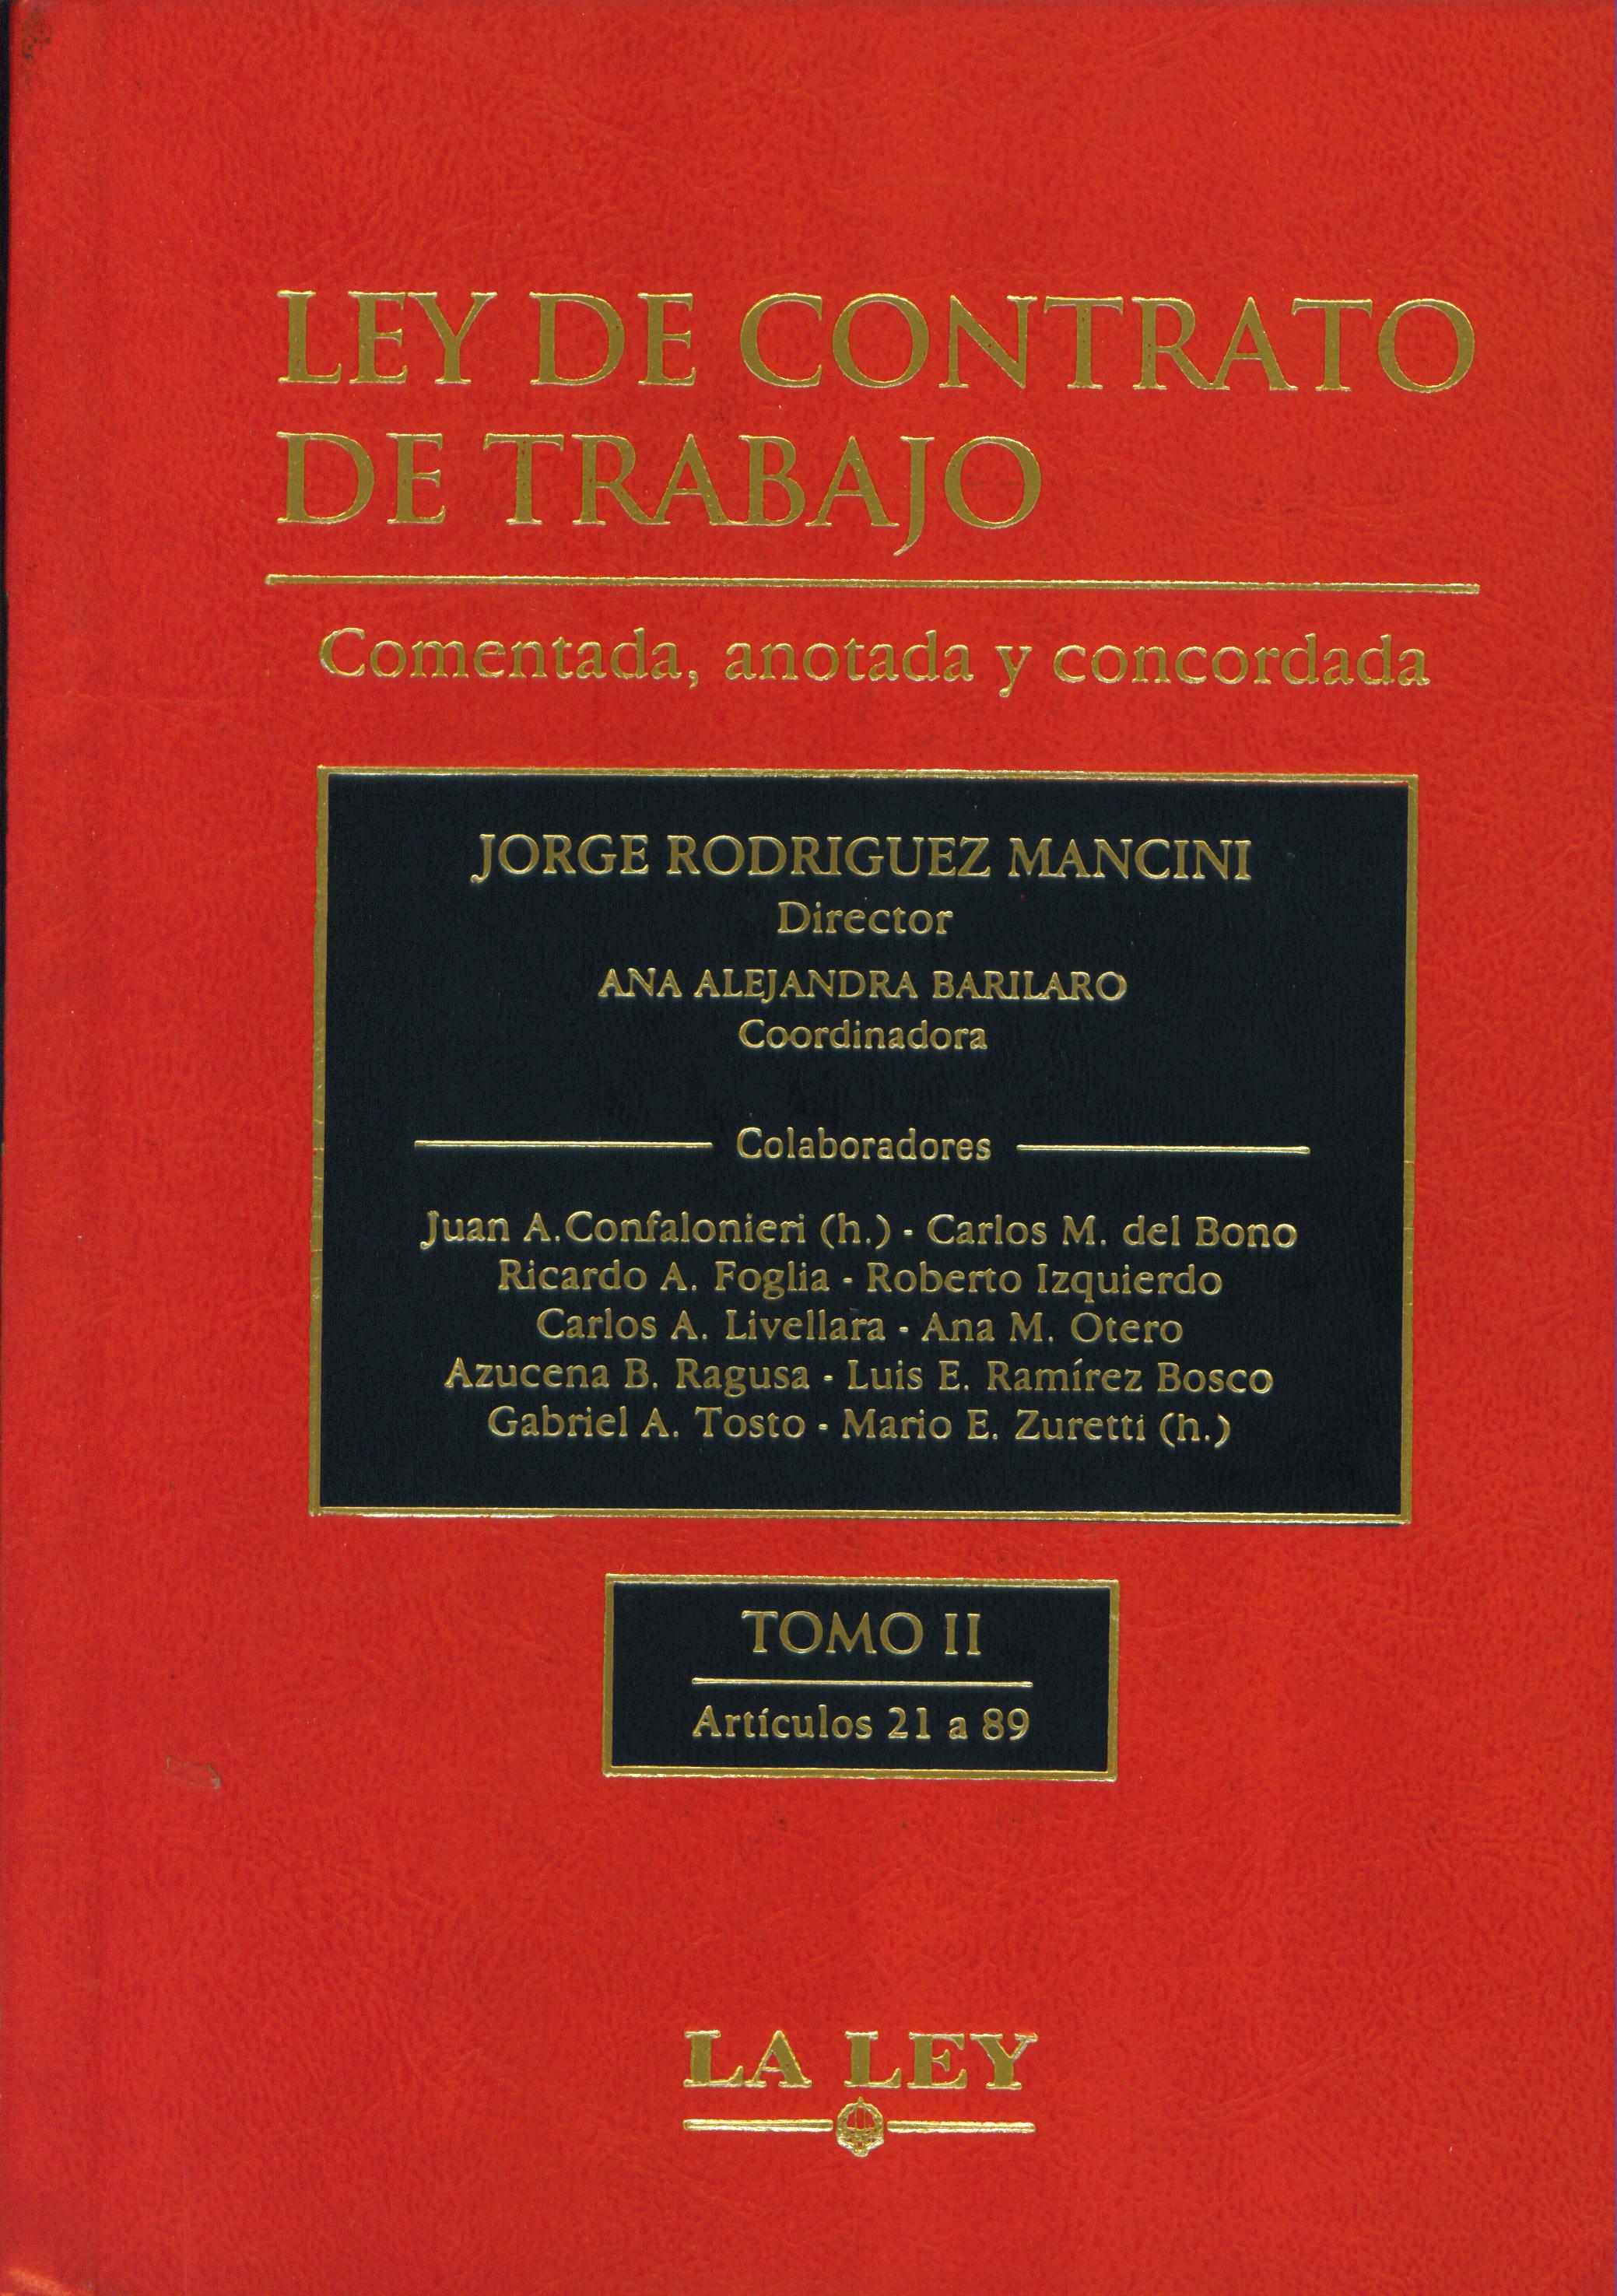 LEY DE CONTRATO
DE TRABAJO
Comentada, anotada y concordada
JORGE RODRIGUEZ MANCINI
Director
ANA ALEJANDRA BARILARO
Coordinadora
Colaboradores
Juan A.Confalonieri (h.) - Carlos M. del Bono
Ricardo A. Foglia - Roberto Izquierdo
Carlos A. Livellara - Ana M. Otero
Azucena B. Ragusa - Luis E. Ramírez Bosco
Gabriel A. Tosto - Mario E. Zuretti (h.)
TOMO II
Artículos 21 a 89
LA LEY